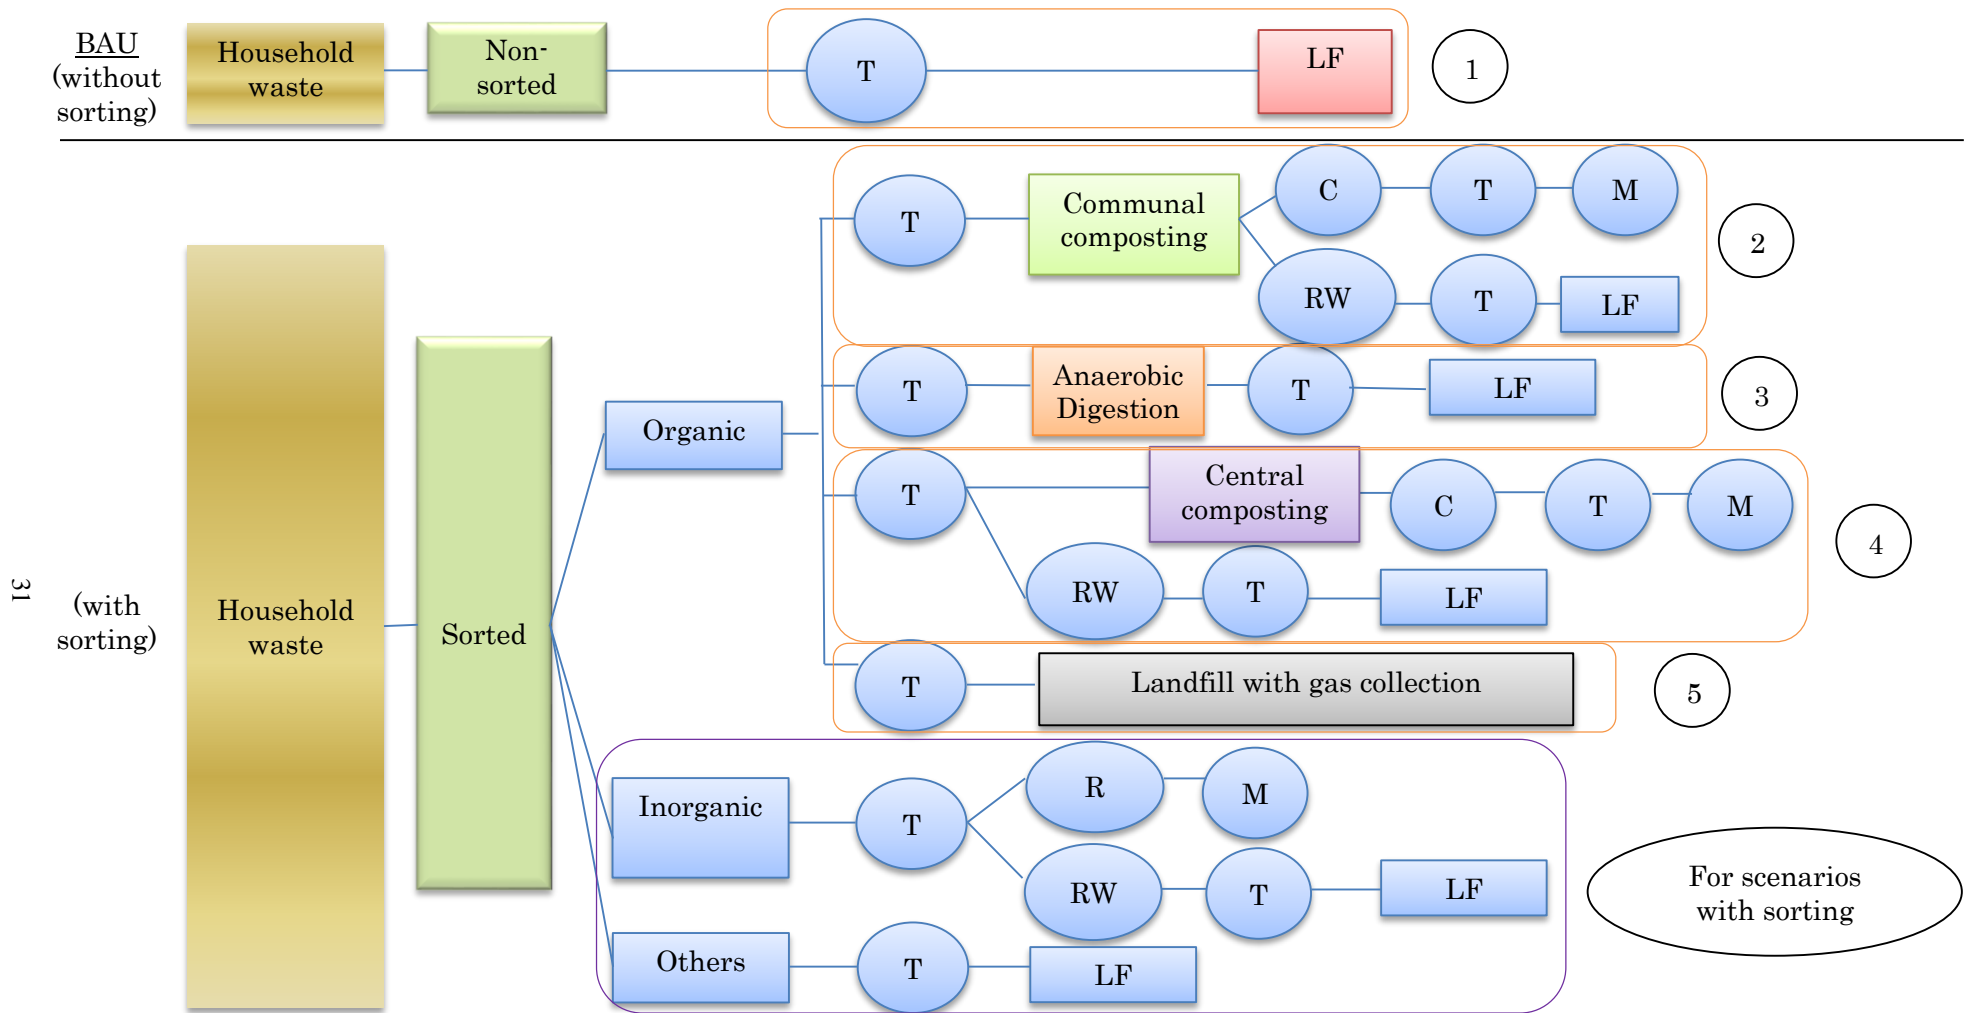 BAU
(without
sorting)
Household
waste
Non-
sorted
T
LF
1
T
Communal
composting
C
T
M
RW
T
LF
2
T
Anaerobic
Digestion
T
LF
3
Organic
T
Central
composting
C
T
M
RW
T
LF
4
31
(with
sorting)
Household
waste
Sorted
T
Landfill with gas collection
5
Inorganic
T
R
M
RW
T
LF
Others
T
LF
For scenarios
with sorting